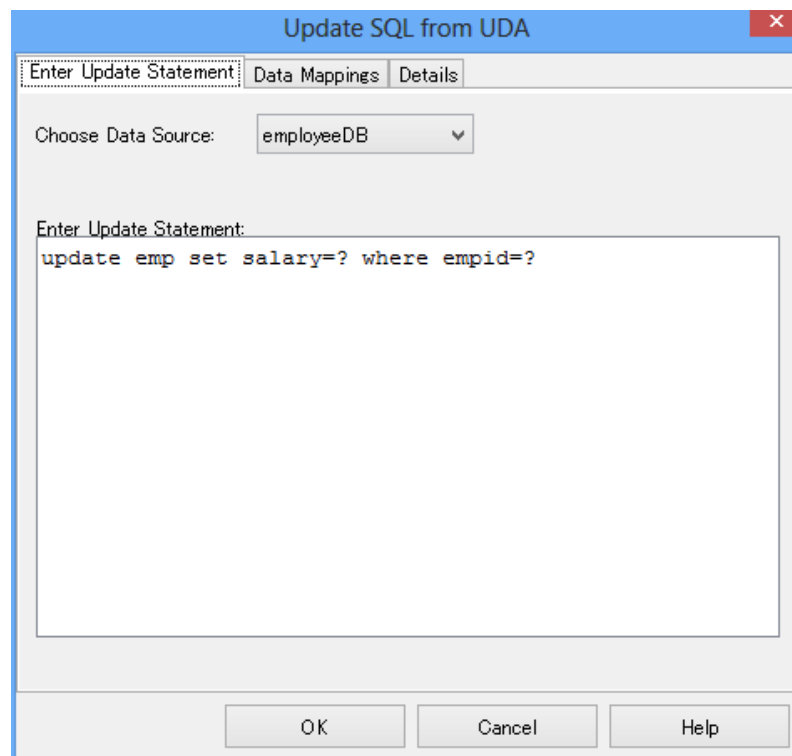 Update SQL from UDA
Enter Update Statement Data Mappings Details
Choose Data Source: employeeDB
Enter Update Statement:
update emp set salary=? where empid=?
OK Cancel Help